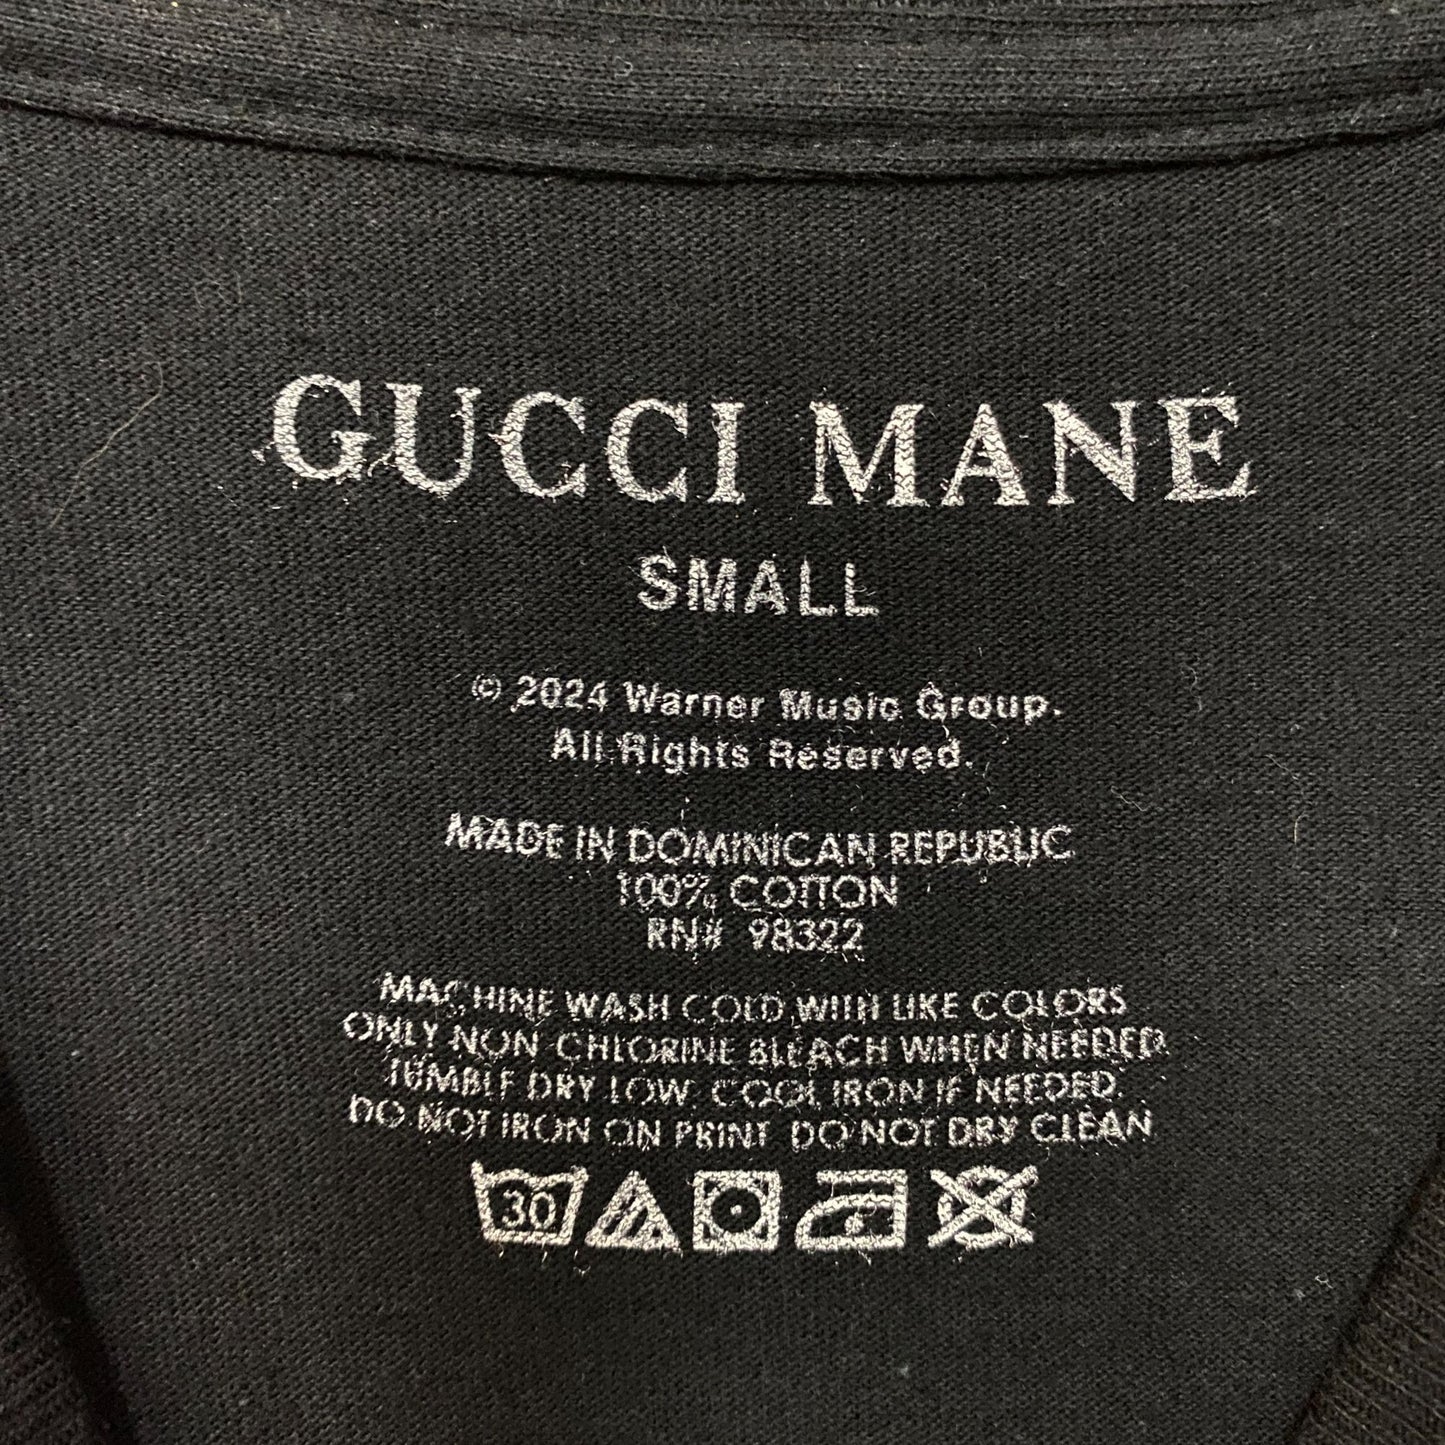 GUCCI MANE
SMALL
© 2024 Warner Music Group.
All Rights Reserved.
MADE IN DOMINICAN REPUBLIC
100% COTTON
RN# 98322
MACHINE WASH COLD WITH LIKE COLORS
ONLY NON CHLORINE BLEACH WHEN NEEDED.
TUMBLE DRY LOW. COOL IRON IF NEEDED.
DO NOT IRON ON PRINT. DO NOT DRY CLEAN
30